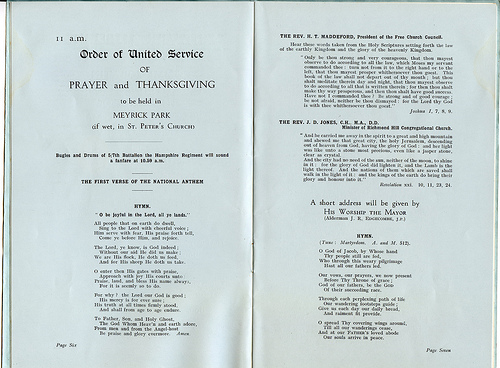 11 a.m.
Order of United Service
OF
PRAYER and THANKSGIVING
to be held in
MEYRICK PARK
(if wet, in St. Peter's Church)
Bugles and Drums of 5/7th Battalion the Hampshire Regiment will sound
a fanfare at 10.59 a.m.
THE FIRST VERSE OF THE NATIONAL ANTHEM
HYMN.
" O be joyful in the Lord, all ye lands."
All people that on earth do dwell,
Sing to the Lord with cheerful voice;
Him serve with fear, His praise forth tell,
Come ye before Him, and rejoice.
The Lord, ye know, is God indeed;
Without our aid He did us make;
We are His flock, He doth us feed,
And for His sheep He doth us take.
O enter then His gates with praise,
Approach with joy His courts unto;
Praise, laud, and bless His name always,
For it is seemly so to do.
For why? the Lord our God is good;
His mercy is for ever sure;
His truth at all times firmly stood,
And shall from age to age endure.
To Father, Son, and Holy Ghost,
The God Whom Heav'n and earth adore,
From men and from the Angel-host
Be praise and glory evermore. Amen.
Page Six
THE REV. H. T. MADDEFORD, President of the Free Church Council.
Hear these words taken from the Holy Scriptures setting forth the law
of the earthly Kingdom and the glory of the heavenly Kingdom.
"Only be thou strong and very courageous, that thou mayest
observe to do according to all the law, which Moses my servant
commanded thee: turn not from it to the right hand or to the
left, that thou mayest prosper whithersoever thou goest. This
book of the law shall not depart out of thy mouth; but thou
shalt meditate therein day and night, that thou mayest observe
to do according to all that is written therein; for then thou shalt
make thy way prosperous, and then thou shalt have good success.
Have not I commanded thee? Be strong and of good courage;
be not afraid, neither be thou dismayed: for the Lord thy God
is with thee whithersoever thou goest."
Joshua 1, 7, 8, 9.
THE REV. J. D. JONES, C.H., M.A., D.D.
Minister of Richmond Hill Congregational Church.
"And he carried me away in the spirit to a great and high mountain
and shewed me that great city, the holy Jerusalem, descending
out of heaven from God, having the glory of God: and her light
was like unto a stone most precious, even like a jasper stone,
clear as crystal.
And the city had no need of the sun, neither of the moon, to shine
in it: for the glory of God did lighten it, and the Lamb is the
light thereof. And the nations of them which are saved shall
walk in the light of it: and the kings of the earth do bring their
glory and honour into it."
Revelation xxi. 10, 11, 23, 24.
A short address will be given by
His Worship the Mayor
(Alderman J. R. Edgecombe, J.P.)
HYMN.
(Tune: Martyrdom. A. and M. 512).
O God of Jacob, by Whose hand
Thy people still are led,
Who through this weary pilgrimage
Hast all our fathers led.
Our vows, our prayers, we now present
Before Thy Throne of grace;
God of our fathers, be the God
Of their succeeding race.
Through each perplexing path of life
Our wandering footsteps guide;
Give us each day our daily bread,
And raiment fit provide.
O spread Thy covering wings around,
Till all our wanderings cease,
And at our Father's loved abode
Our souls arrive in peace.
Page Seven